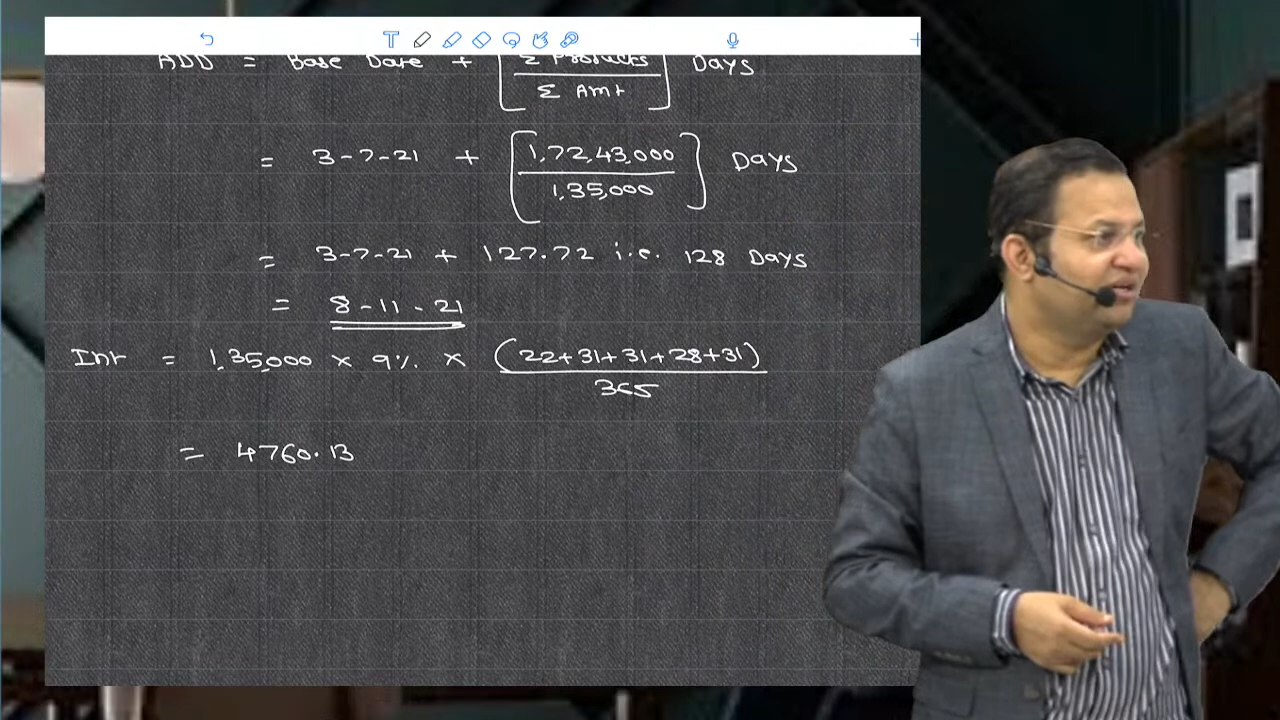 ADD = Base Date + [Σ Products / Σ Amt] Days
= 3-7-21 + [1,72,43,000 / 1,35,000] Days
= 3-7-21 + 127.72 i.e. 128 Days
= 8-11-21
Int = 1,35,000 × 9% × (22+31+31+28+31) / 365
= 4760.13